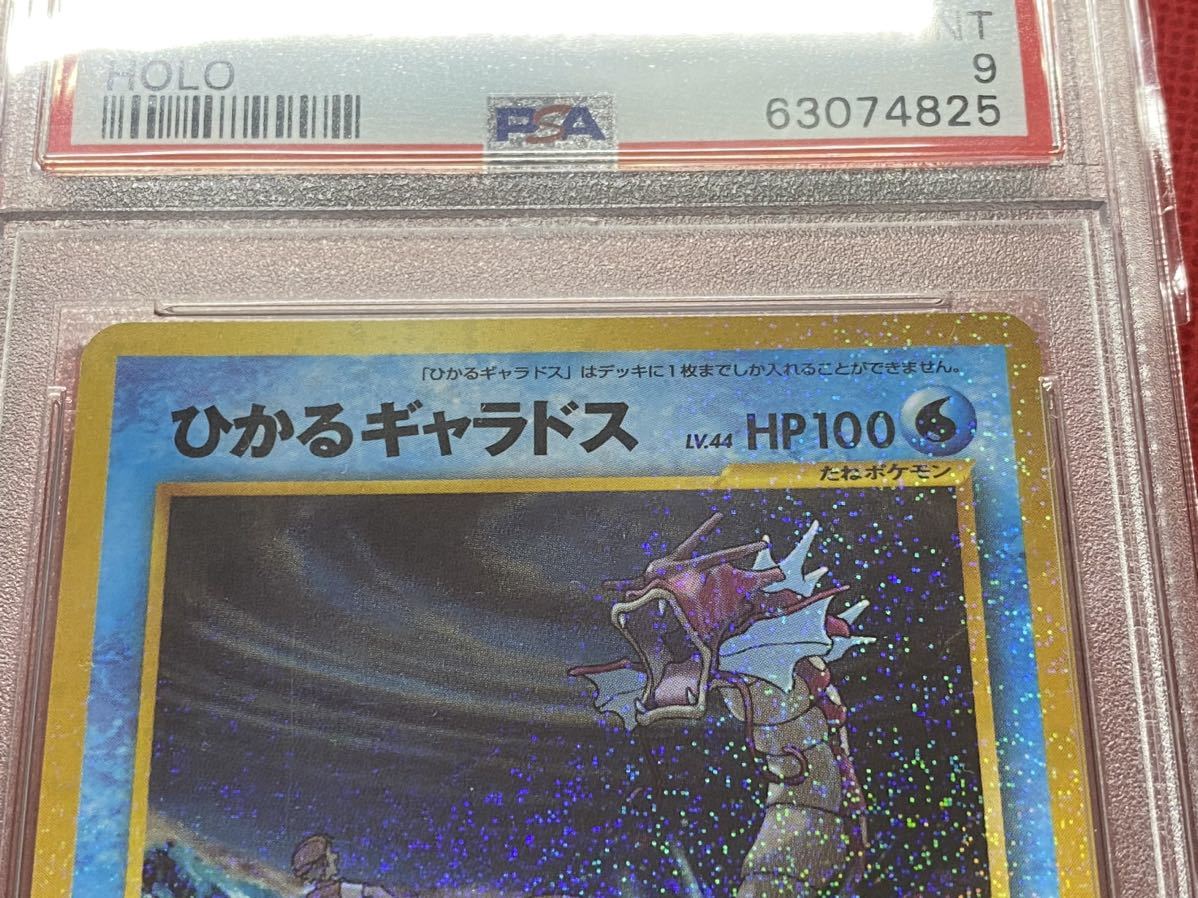 NT
HOLO
9
PSA
63074825
「ひかるギャラドス」はデッキに1枚までしか入れることができません。
ひかるギャラドス LV.44 HP100
たねポケモン